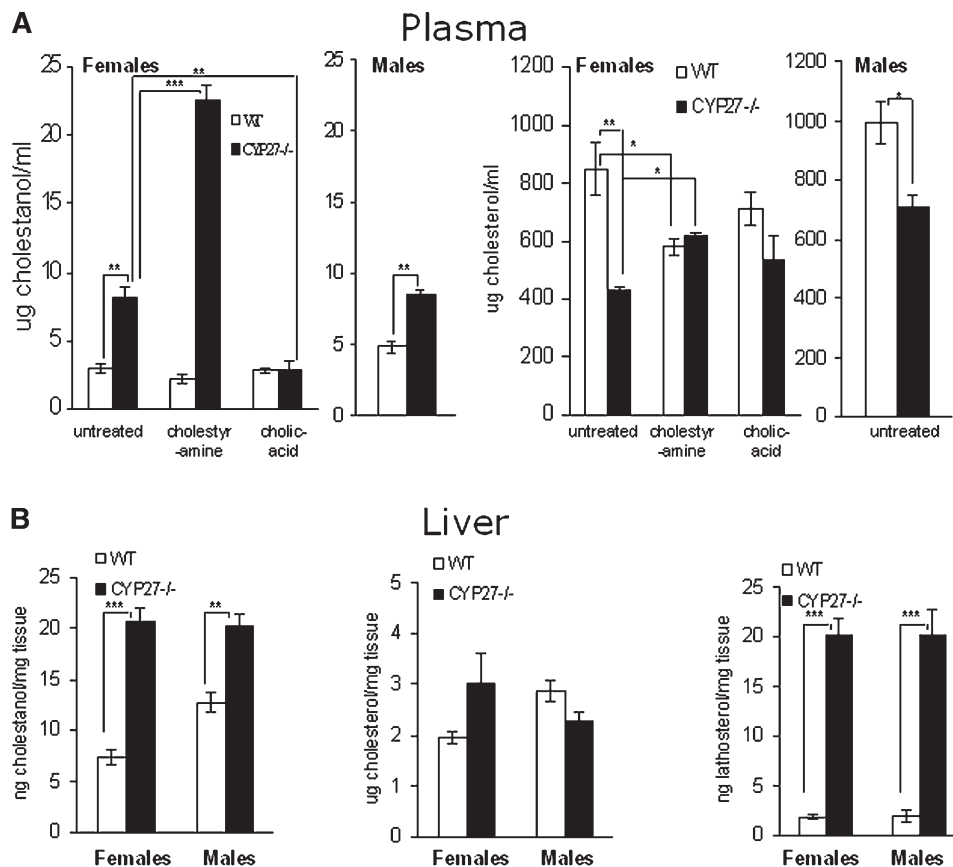 A
Plasma
25
20
15
10
5
0
ug cholestanol/ml
Females
**
***
**
WT
CYP27-/-
untreated
cholestyr
-amine
cholic-
acid
25
20
15
10
5
0
Males
**
1200
1000
800
600
400
200
0
ug cholesterol/ml
Females
WT
CYP27-/-
**
*
*
untreated
cholestyr
-amine
cholic-
acid
1200
1000
800
600
400
200
0
Males
*
untreated
B
Liver
WT
CYP27-/-
25
20
15
10
5
0
ng cholestanol/mg tissue
***
**
Females
Males
WT
CYP27-/-
5
4
3
2
1
0
ug cholesterol/mg tissue
Females
Males
WT
CYP27-/-
25
20
15
10
5
0
ng lathosterol/mg tissue
***
***
Females
Males